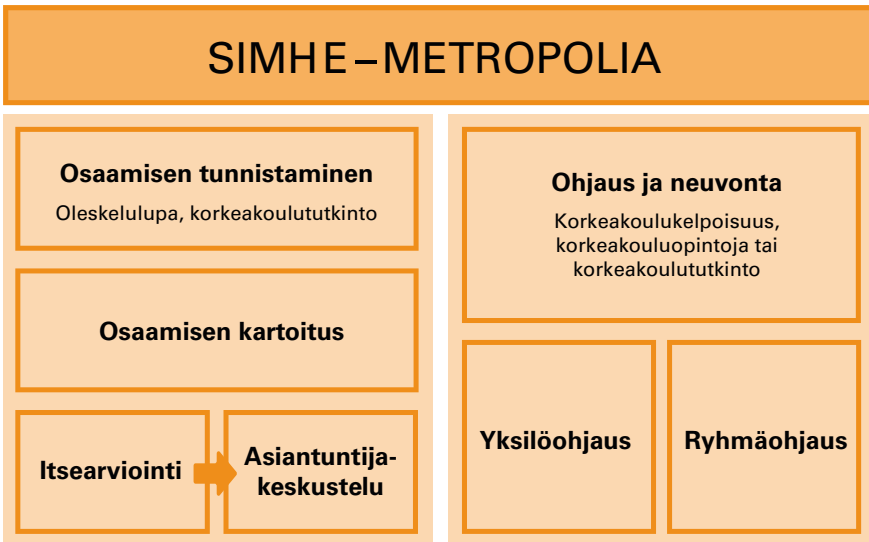 SIMHE–METROPOLIA
Osaamisen tunnistaminen
Oleskelulupa, korkeakoulututkinto
Osaamisen kartoitus
Itsearviointi
Asiantuntija-
keskustelu
Ohjaus ja neuvonta
Korkeakoulukelpoisuus,
korkeakouluopintoja tai
korkeakoulututkinto
Yksilöohjaus
Ryhmäohjaus